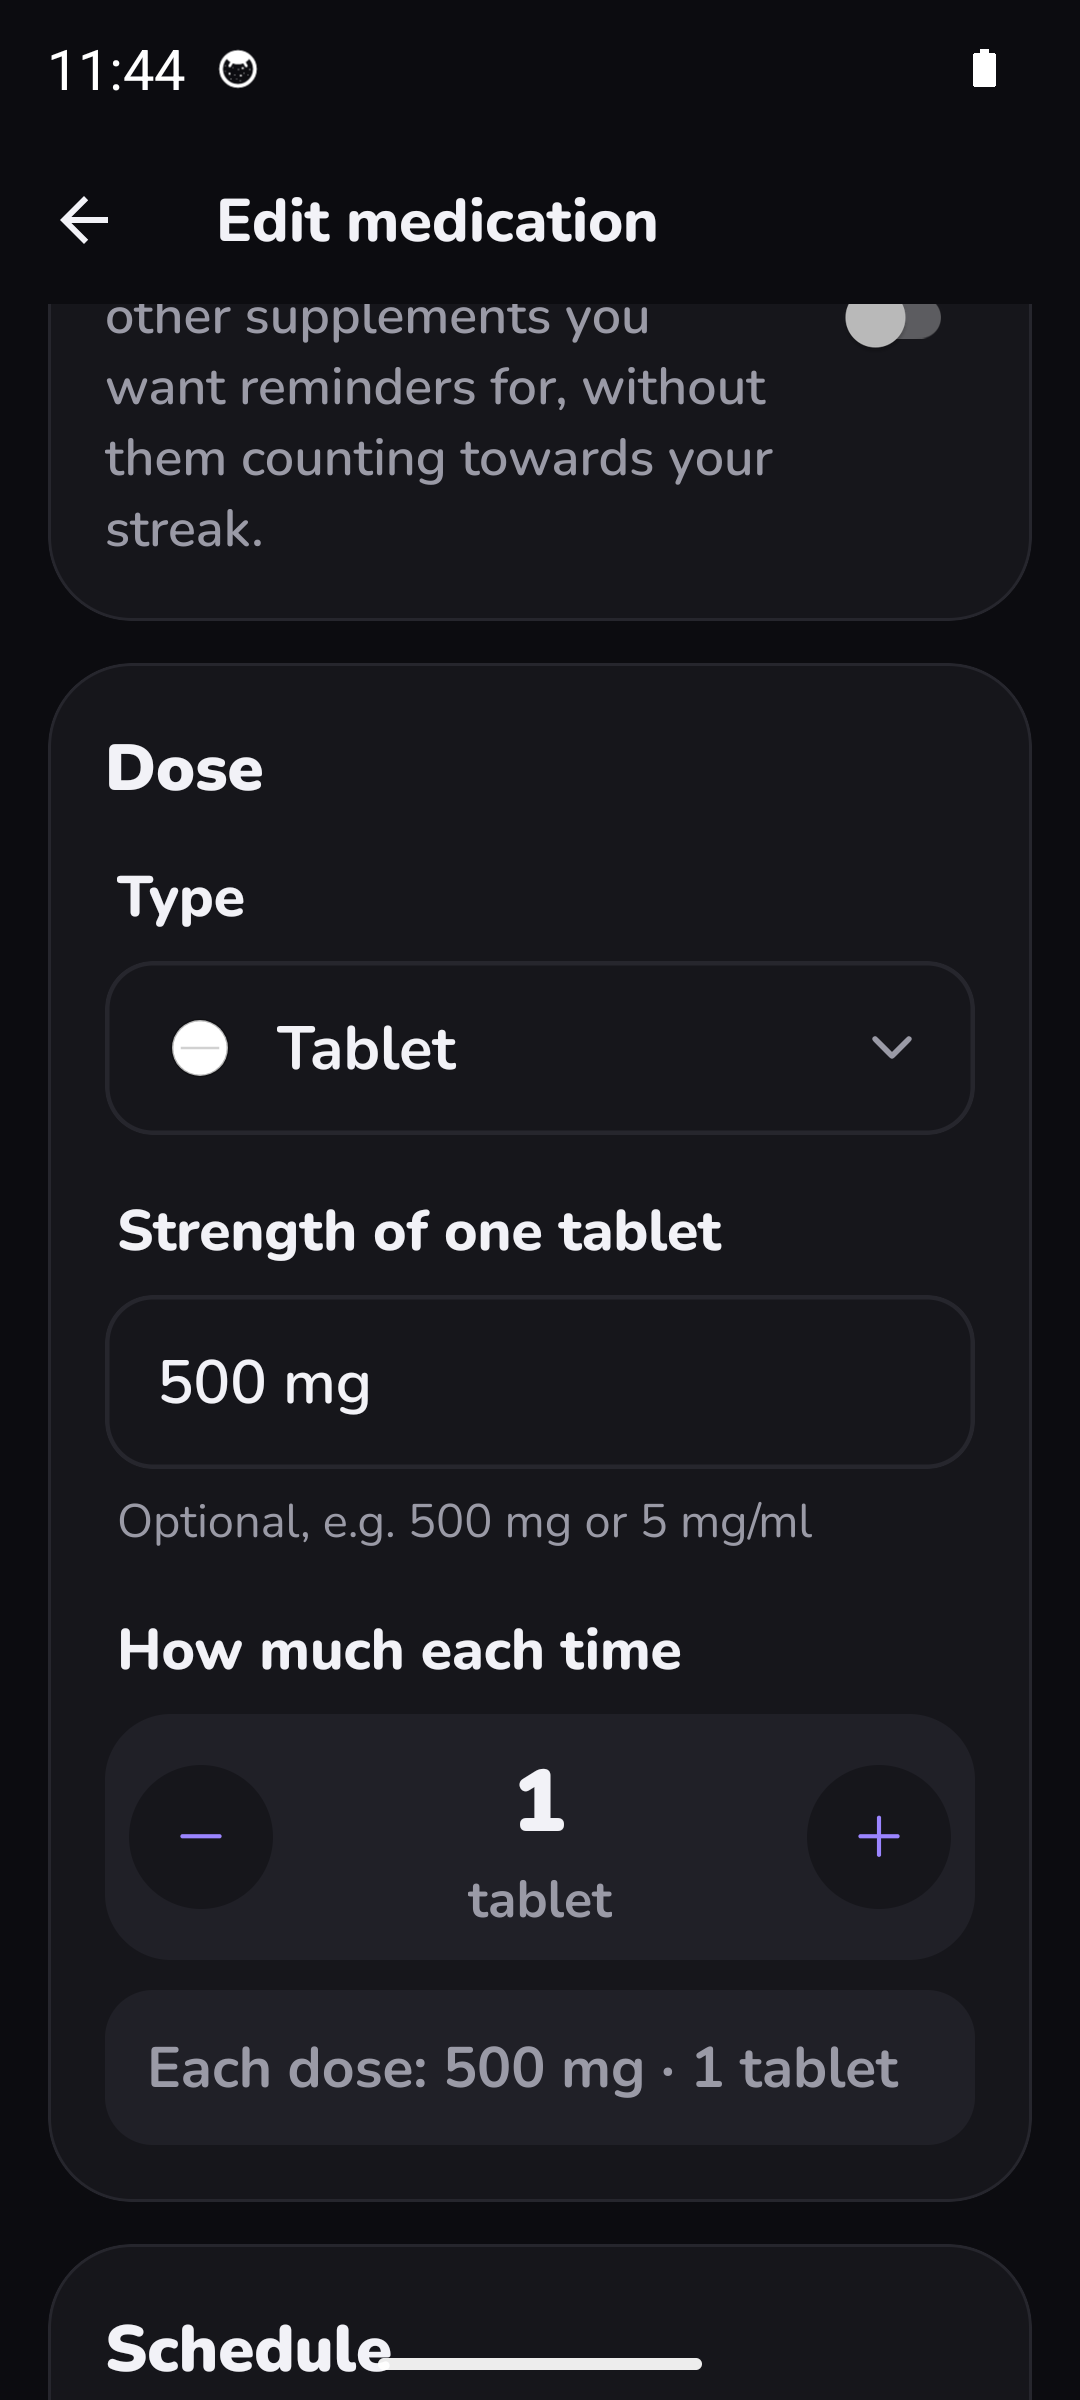 11:44
Edit medication
other supplements you
want reminders for, without
them counting towards your
streak.
Dose
Type
Tablet
Strength of one tablet
500 mg
Optional, e.g. 500 mg or 5 mg/ml
How much each time
1
tablet
Each dose: 500 mg · 1 tablet
Schedule